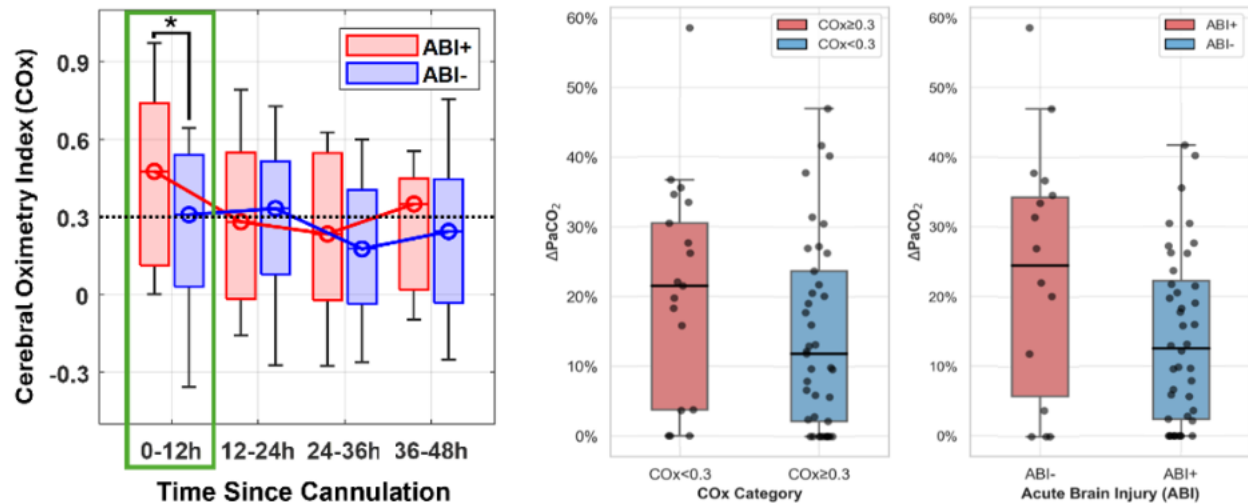 Cerebral Oximetry Index (COx)
0.9
0.6
0.3
0
-0.3
*
ABI+
ABI-
0-12h
12-24h
24-36h
36-48h
Time Since Cannulation
ΔPaCO₂
60%
50%
40%
30%
20%
10%
0%
COx≥0.3
COx<0.3
COx<0.3
COx≥0.3
COx Category
ΔPaCO₂
60%
50%
40%
30%
20%
10%
0%
ABI+
ABI-
ABI-
ABI+
Acute Brain Injury (ABI)